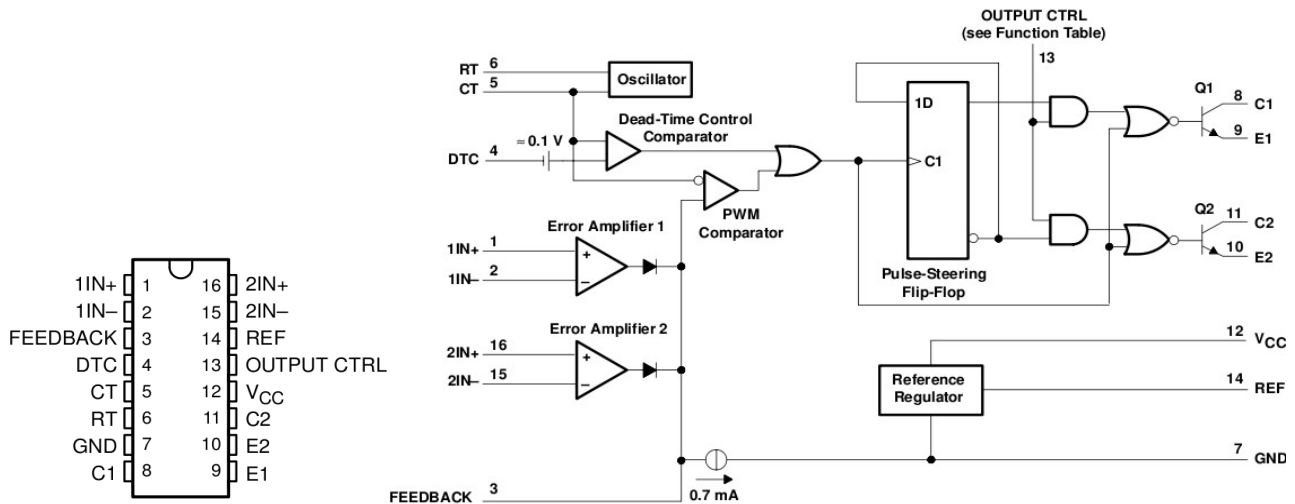 1IN+ 1 16 2IN+
1IN– 2 15 2IN–
FEEDBACK 3 14 REF
DTC 4 13 OUTPUT CTRL
CT 5 12 VCC
RT 6 11 C2
GND 7 10 E2
C1 8 9 E1
OUTPUT CTRL
(see Function Table)
13
RT 6
CT 5
Oscillator
Dead-Time Control
Comparator
≈ 0.1 V
DTC 4
PWM
Comparator
Error Amplifier 1
1IN+ 1
+
1IN– 2
–
Error Amplifier 2
2IN+ 16
+
2IN– 15
–
FEEDBACK 3
0.7 mA
1D
C1
Pulse-Steering
Flip-Flop
Q1
8 C1
9 E1
Q2
11 C2
10 E2
12 VCC
Reference
Regulator
14 REF
7 GND